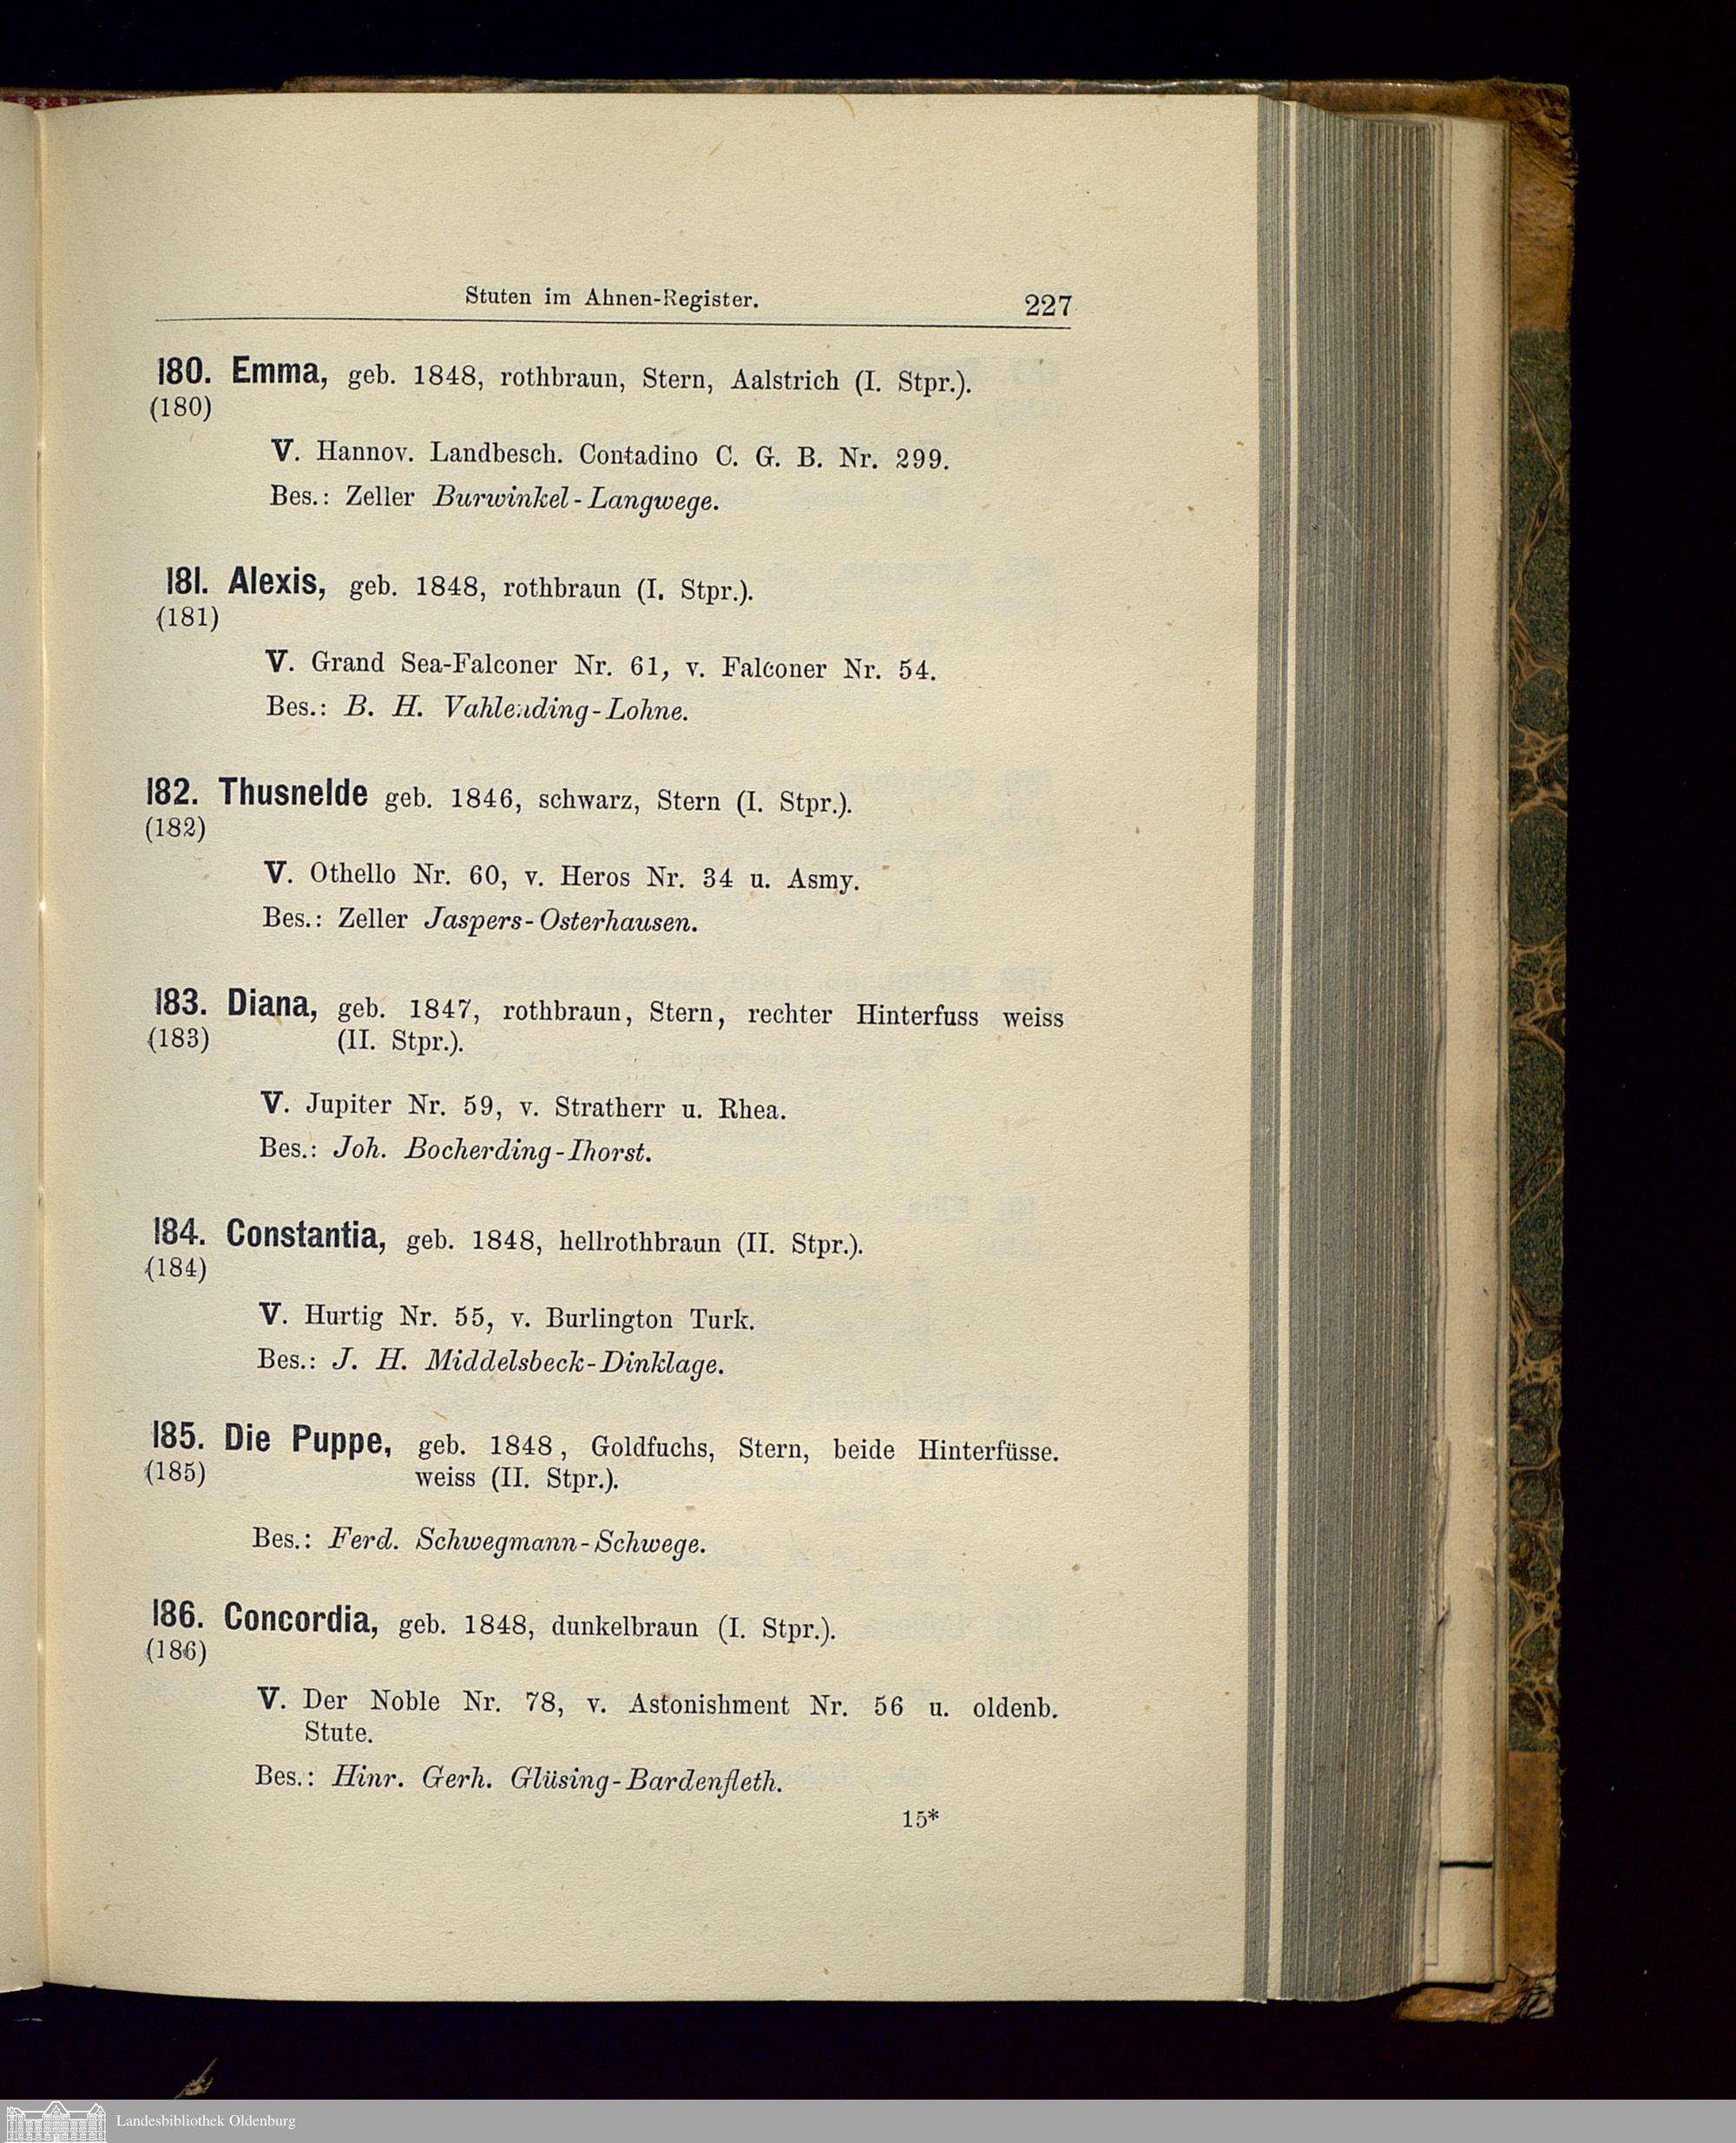 Stuten im Ahnen-Register. 227
180. Emma, geb. 1848, rothbraun, Stern, Aalstrich (I. Stpr.).
(180)
V. Hannov. Landbesch. Contadino C. G. B. Nr. 299.
Bes.: Zeller Burwinkel-Langwege.
181. Alexis, geb. 1848, rothbraun (I. Stpr.).
(181)
V. Grand Sea-Falconer Nr. 61, v. Falconer Nr. 54.
Bes.: B. H. Vahlending-Lohne.
182. Thusnelde geb. 1846, schwarz, Stern (I. Stpr.).
(182)
V. Othello Nr. 60, v. Heros Nr. 34 u. Asmy.
Bes.: Zeller Jaspers-Osterhausen.
183. Diana, geb. 1847, rothbraun, Stern, rechter Hinterfuss weiss
(183) (II. Stpr.).
V. Jupiter Nr. 59, v. Stratherr u. Rhea.
Bes.: Joh. Bocherding-Ihorst.
184. Constantia, geb. 1848, hellrothbraun (II. Stpr.).
(184)
V. Hurtig Nr. 55, v. Burlington Turk.
Bes.: J. H. Middelsbeck-Dinklage.
185. Die Puppe, geb. 1848, Goldfuchs, Stern, beide Hinterfüsse.
(185) weiss (II. Stpr.).
Bes.: Ferd. Schwegmann-Schwege.
186. Concordia, geb. 1848, dunkelbraun (I. Stpr.).
(186)
V. Der Noble Nr. 78, v. Astonishment Nr. 56 u. oldenb.
Stute.
Bes.: Hinr. Gerh. Glüsing-Bardenfleth.
15*
Landesbibliothek Oldenburg